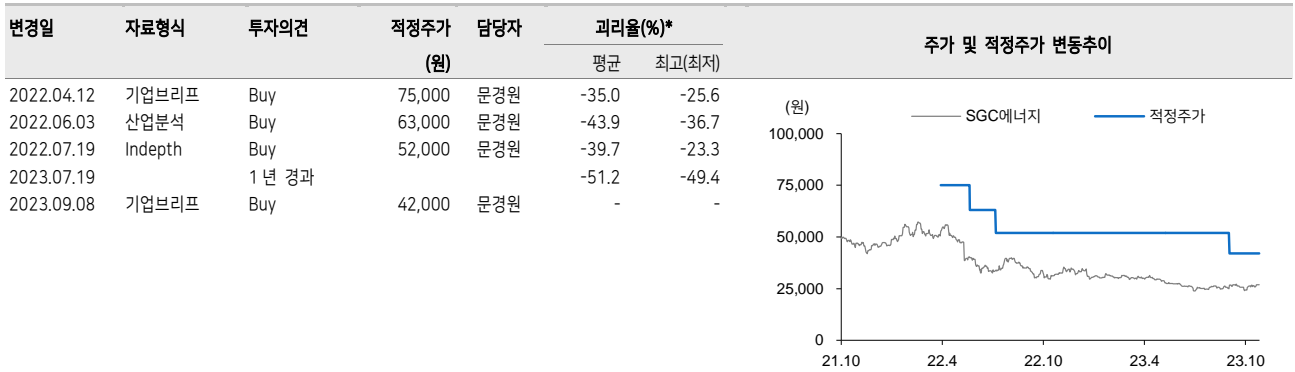 변경일 자료형식 투자의견 적정주가 담당자 괴리율(%)* 주가 및 적정주가 변동추이
(원) 평균 최고(최저)
2022.04.12 기업브리프 Buy 75,000 문경원 -35.0 -25.6
2022.06.03 산업분석 Buy 63,000 문경원 -43.9 -36.7
2022.07.19 Indepth Buy 52,000 문경원 -39.7 -23.3
2023.07.19 1년 경과 -51.2 -49.4
2023.09.08 기업브리프 Buy 42,000 문경원 - -
(원)
SGC에너지 적정주가
100,000
75,000
50,000
25,000
0
21.10 22.4 22.10 23.4 23.10